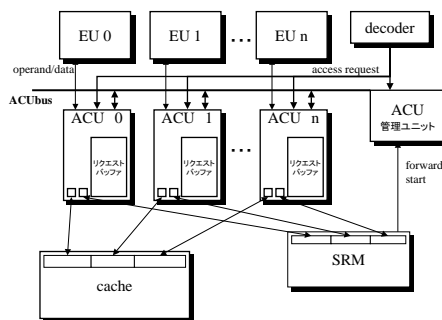 EU 0
EU 1
...
EU n
decoder
operand/data
access request
ACUbus
ACU 0
ACU 1
ACU n
ACU
管理ユニット
リクエスト
バッファ
リクエスト
バッファ
...
リクエスト
バッファ
forward
start
cache
SRM